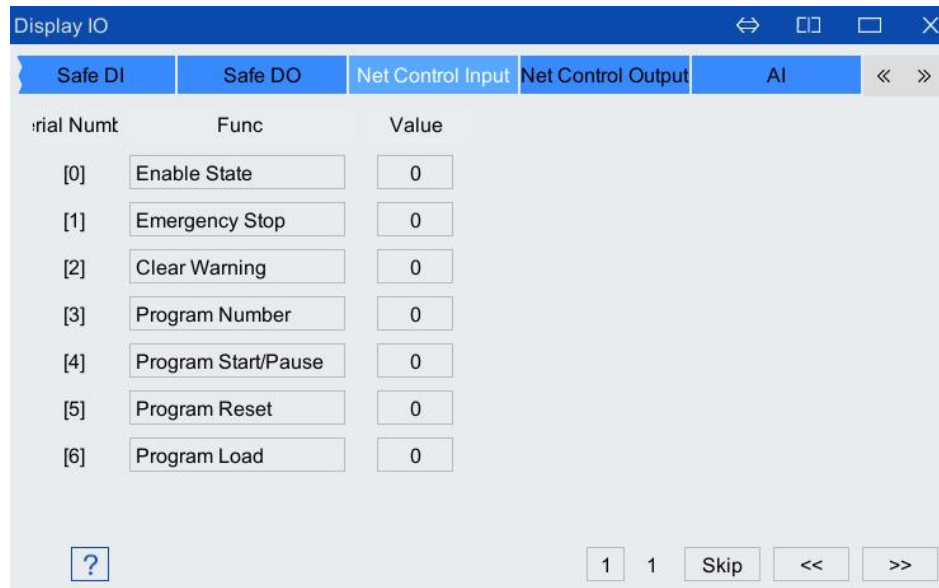 Display IO
Safe DI Safe DO Net Control Input Net Control Output AI « »
rial Numb Func Value
[0] Enable State 0
[1] Emergency Stop 0
[2] Clear Warning 0
[3] Program Number 0
[4] Program Start/Pause 0
[5] Program Reset 0
[6] Program Load 0
? 1 1 Skip << >>